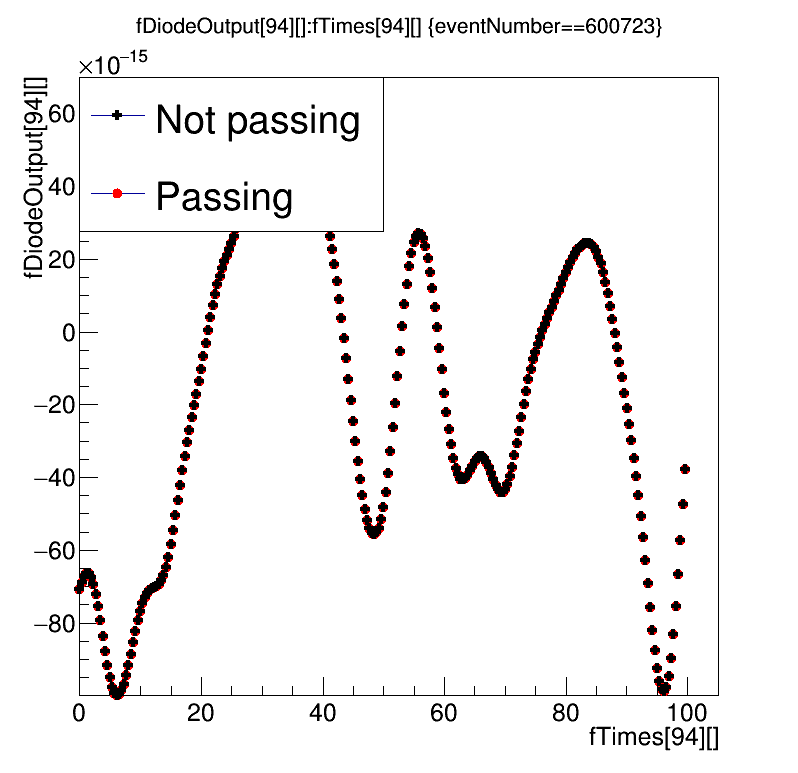 fDiodeOutput[94][]:fTimes[94][] {eventNumber==600723}
×10−15
fDiodeOutput[94][]
60
40
20
0
−20
−40
−60
−80
Not passing
Passing
0 20 40 60 80 100
fTimes[94][]